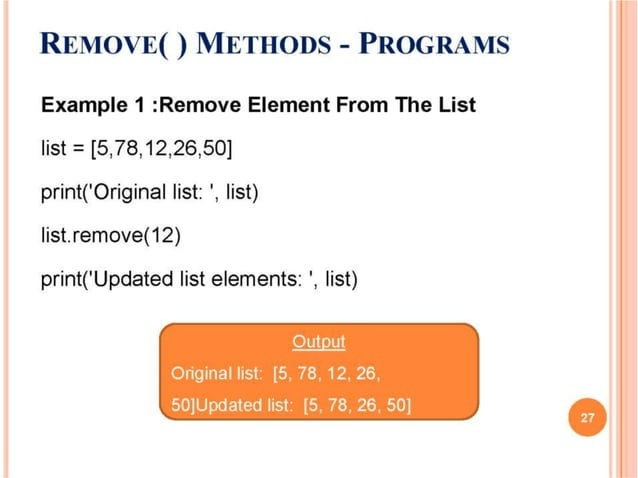 REMOVE( ) METHODS - PROGRAMS
Example 1 :Remove Element From The List
list = [5,78,12,26,50]
print('Original list: ', list)
list.remove(12)
print('Updated list elements: ', list)
Output
Original list:  [5, 78, 12, 26,
50]Updated list:  [5, 78, 26, 50]
27